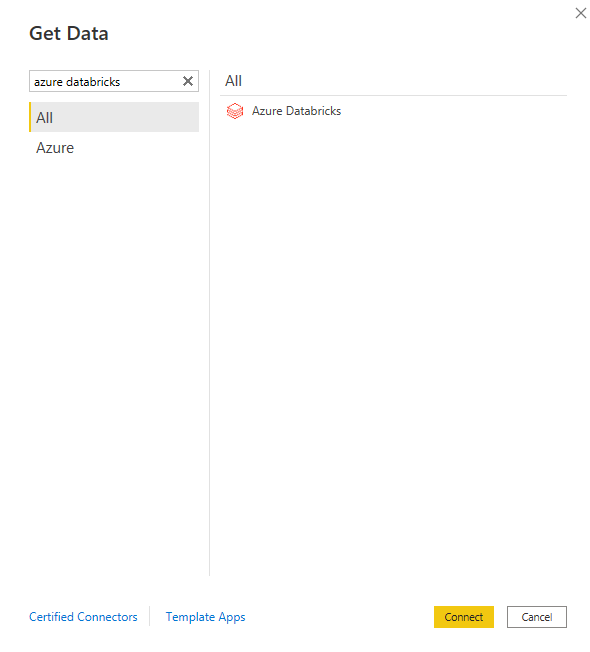 Get Data
azure databricks
All
Azure
All
Azure Databricks
Certified Connectors
Template Apps
Connect
Cancel